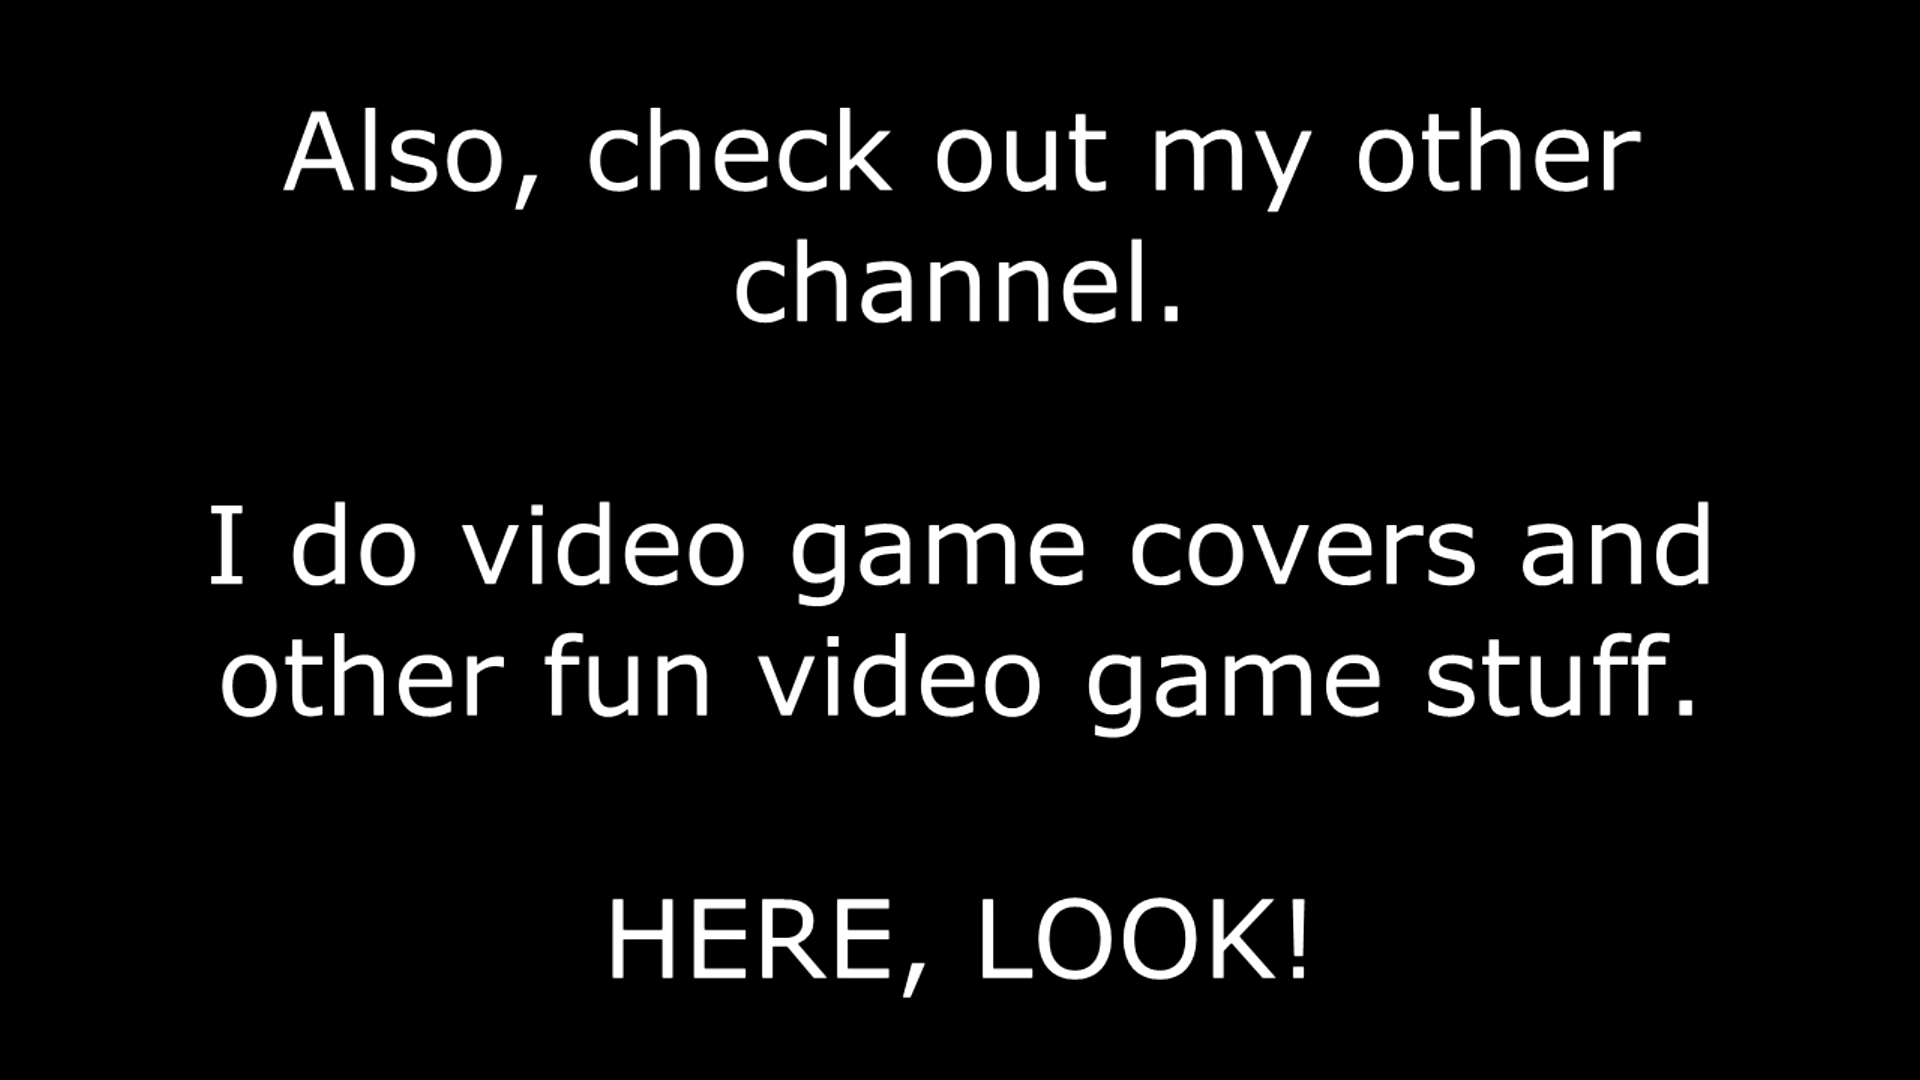 Also, check out my other
channel.
I do video game covers and
other fun video game stuff.
HERE, LOOK!